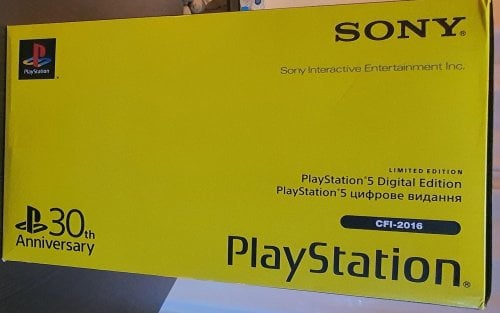 SONY®
PlayStation
Sony Interactive Entertainment Inc.
LIMITED EDITION
PlayStation®5 Digital Edition
PlayStation®5 цифрове видання
CFI-2016
30th
Anniversary
PlayStation®